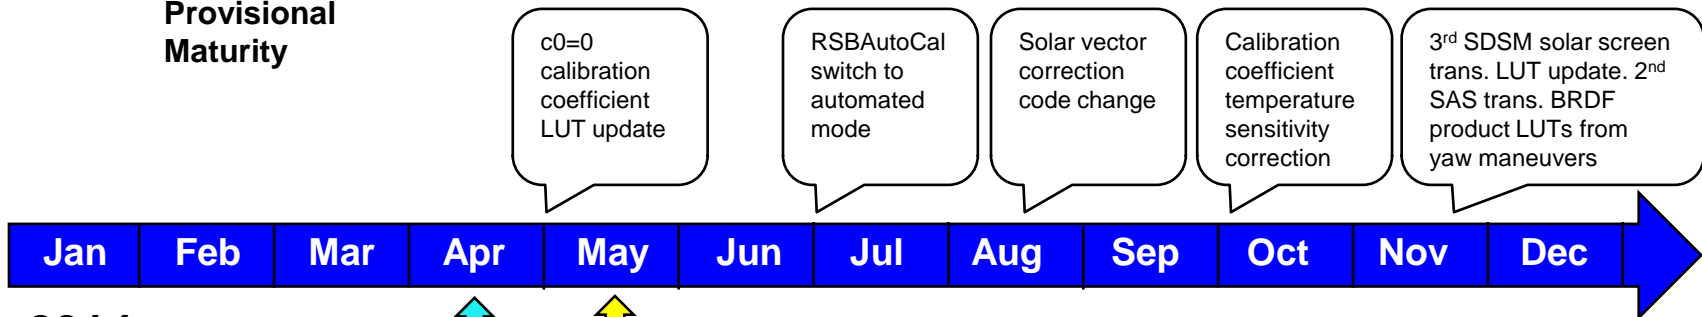 Provisional
Maturity
c0=0
calibration
coefficient
LUT update
RSBAutoCal
switch to
automated
mode
Solar vector
correction
code change
Calibration
coefficient
temperature
sensitivity
correction
3rd SDSM solar screen
trans. LUT update. 2nd
SAS trans. BRDF
product LUTs from
yaw maneuvers
Jan Feb Mar Apr May Jun Jul Aug Sep Oct Nov Dec